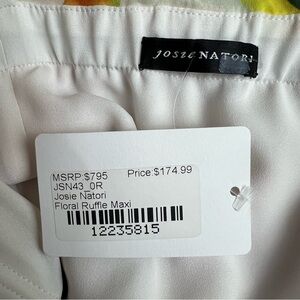 JOSIE NATORI
MSRP:$795 Price:$174.99
JSN43_0R
Josie Natori
Floral Ruffle Maxi
12235815